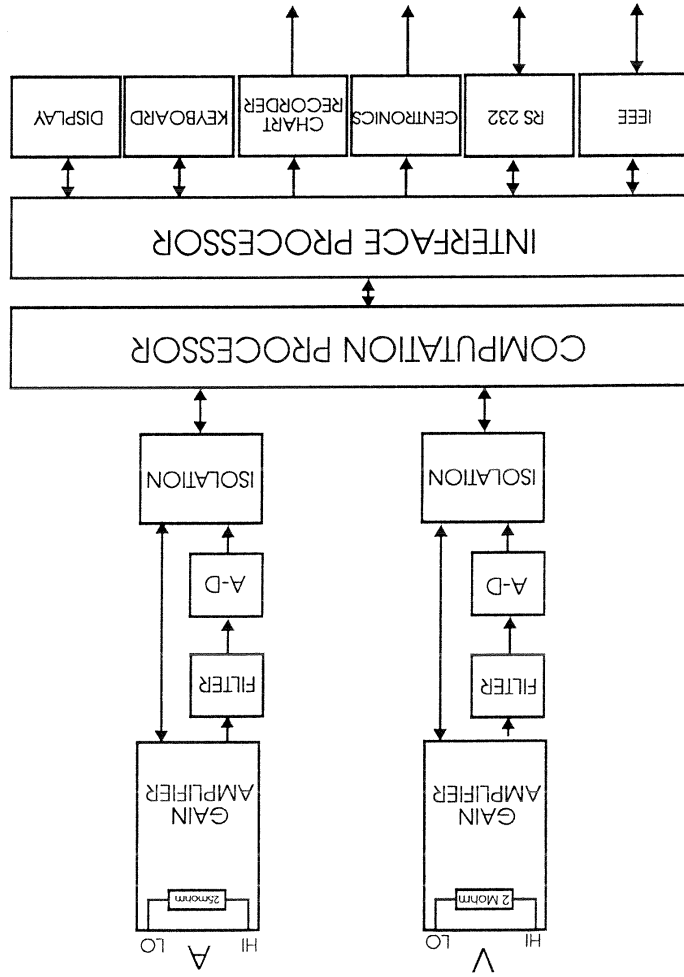 V
HI LO
2 Mohm
GAIN
AMPLIFIER
FILTER
A-D
ISOLATION
A
HI LO
25mohm
GAIN
AMPLIFIER
FILTER
A-D
ISOLATION
COMPUTATION PROCESSOR
INTERFACE PROCESSOR
IEEE
RS 232
CENTRONICS
CHART
RECORDER
KEYBOARD
DISPLAY